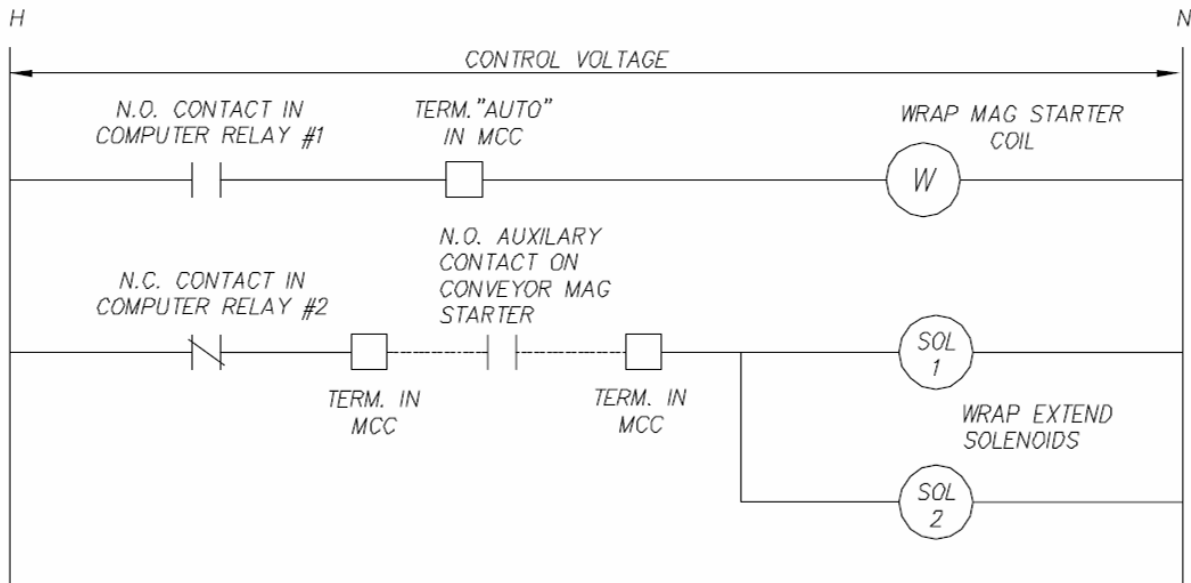 H
N
CONTROL VOLTAGE
N.O. CONTACT IN
COMPUTER RELAY #1
TERM."AUTO"
IN MCC
WRAP MAG STARTER
COIL
W
N.O. AUXILARY
CONTACT ON
CONVEYOR MAG
STARTER
N.C. CONTACT IN
COMPUTER RELAY #2
TERM. IN
MCC
TERM. IN
MCC
SOL
1
WRAP EXTEND
SOLENOIDS
SOL
2